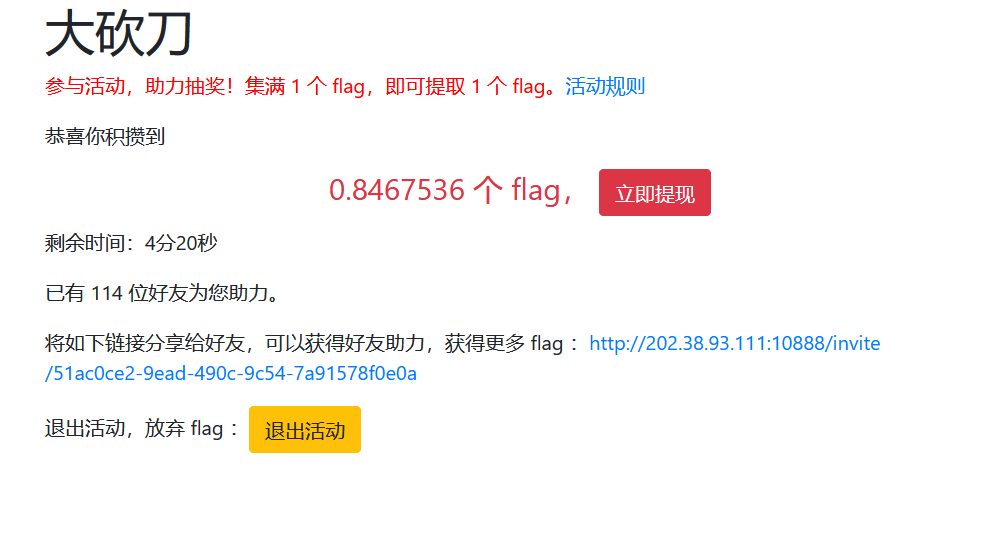 大砍刀
参与活动，助力抽奖！集满 1 个 flag，即可提取 1 个 flag。活动规则
恭喜你积攒到
0.8467536 个 flag， 立即提现
剩余时间：4分20秒
已有 114 位好友为您助力。
将如下链接分享给好友，可以获得好友助力，获得更多 flag ：http://202.38.93.111:10888/invite
/51ac0ce2-9ead-490c-9c54-7a91578f0e0a
退出活动，放弃 flag ：退出活动